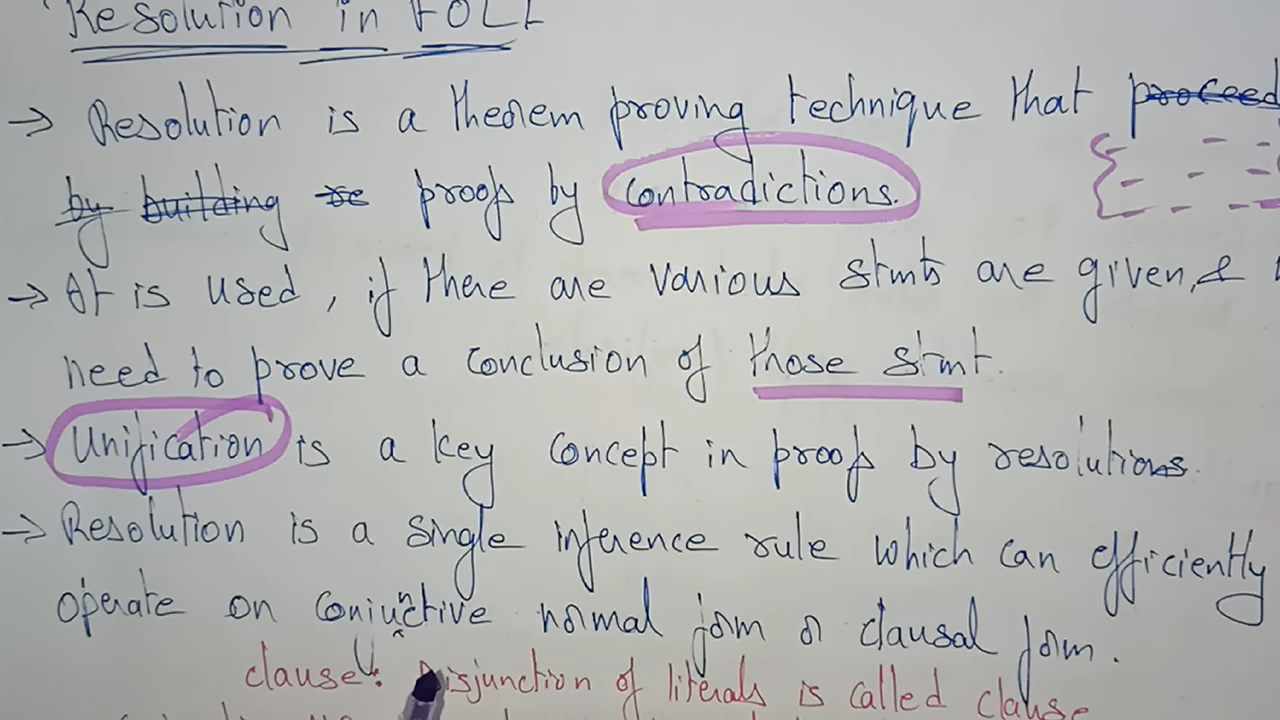 Resolution in FOLL
→ Resolution is a theorem proving technique that proceed
by building proofs by contradictions.
→ It is used, if there are various stmts are given, &
need to prove a conclusion of those stmt.
→ Unification is a key concept in proofs by resolutions.
→ Resolution is a single inference rule which can efficiently
operate on conjunctive normal form or clausal form.
clause: Disjunction of literals is called clause